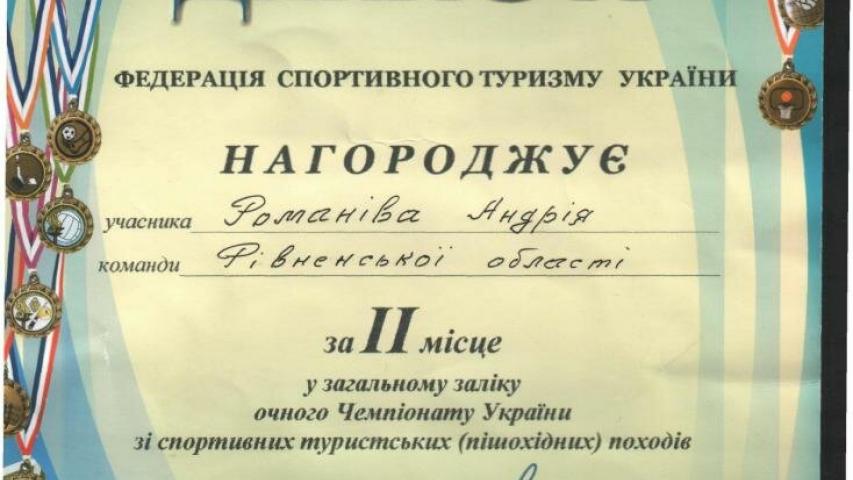 ФЕДЕРАЦІЯ СПОРТИВНОГО ТУРИЗМУ УКРАЇНИ
НАГОРОДЖУЄ
учасника Романіва Андрія
команди Рівненської області
за II місце
у загальному заліку
очного Чемпіонату України
зі спортивних туристських (пішохідних) походів